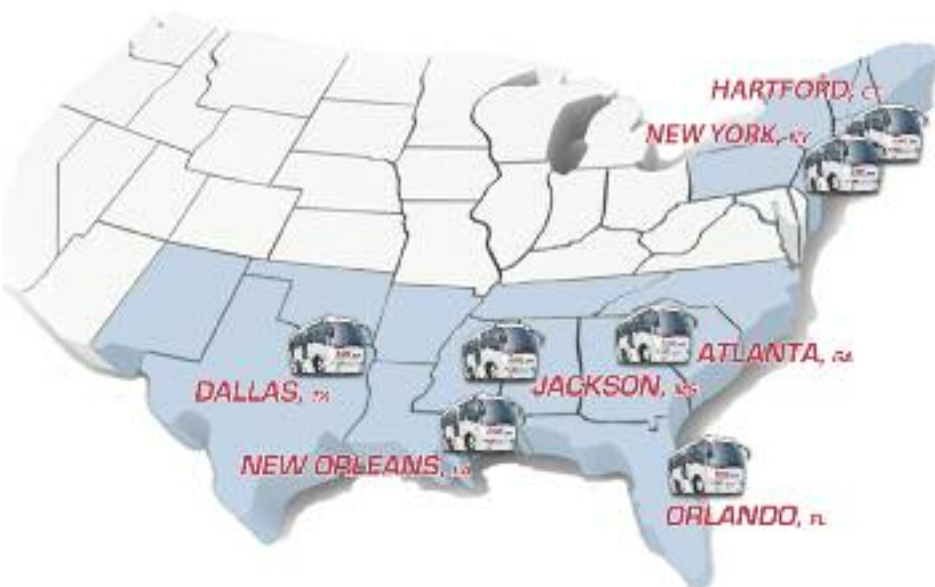 HARTFORD, CT
NEW YORK, NY
ATLANTA, GA
DALLAS, TX
JACKSON, MS
NEW ORLEANS, LA
ORLANDO, FL